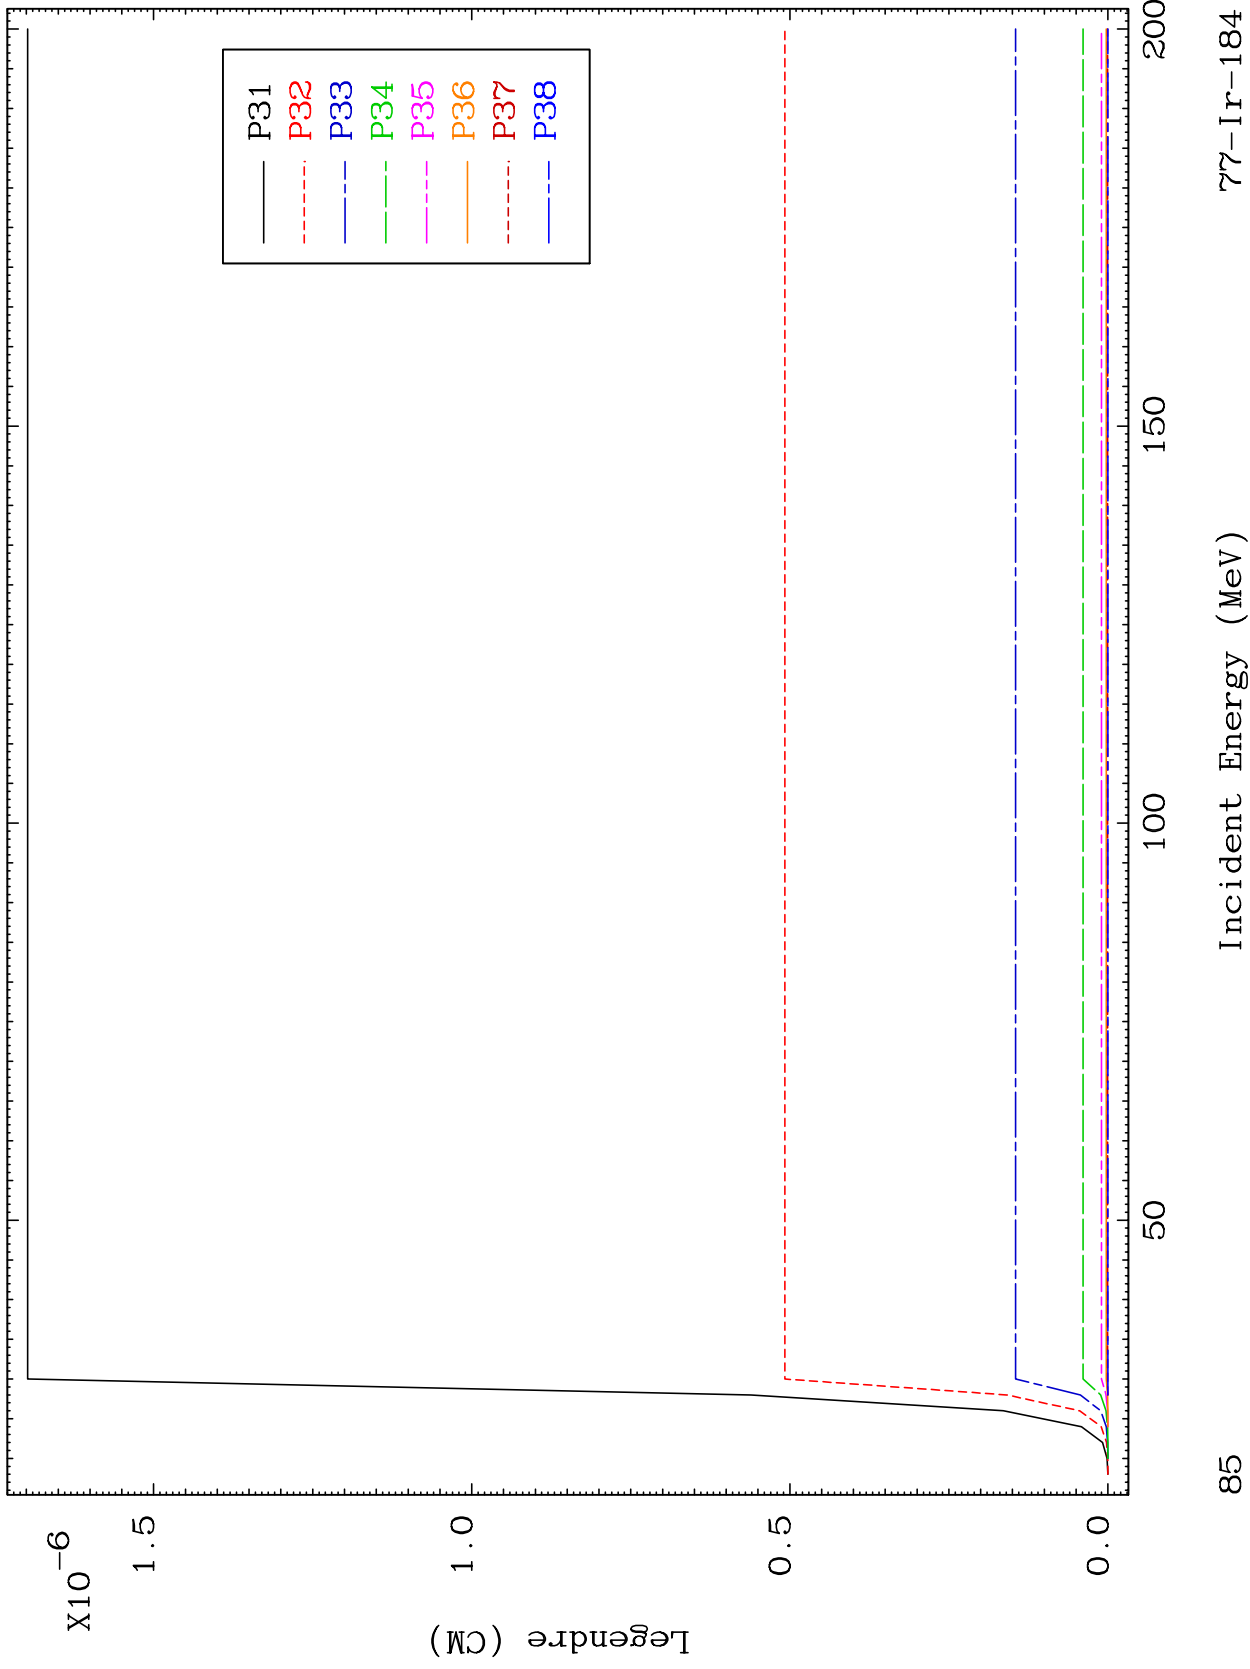 X10-6
1.5
1.0
0.5
0.0
Legendre (CM)
P31
P32
P33
P34
P35
P36
P37
P38
50
100
150
200
Incident Energy (MeV)
85
77-Ir-184